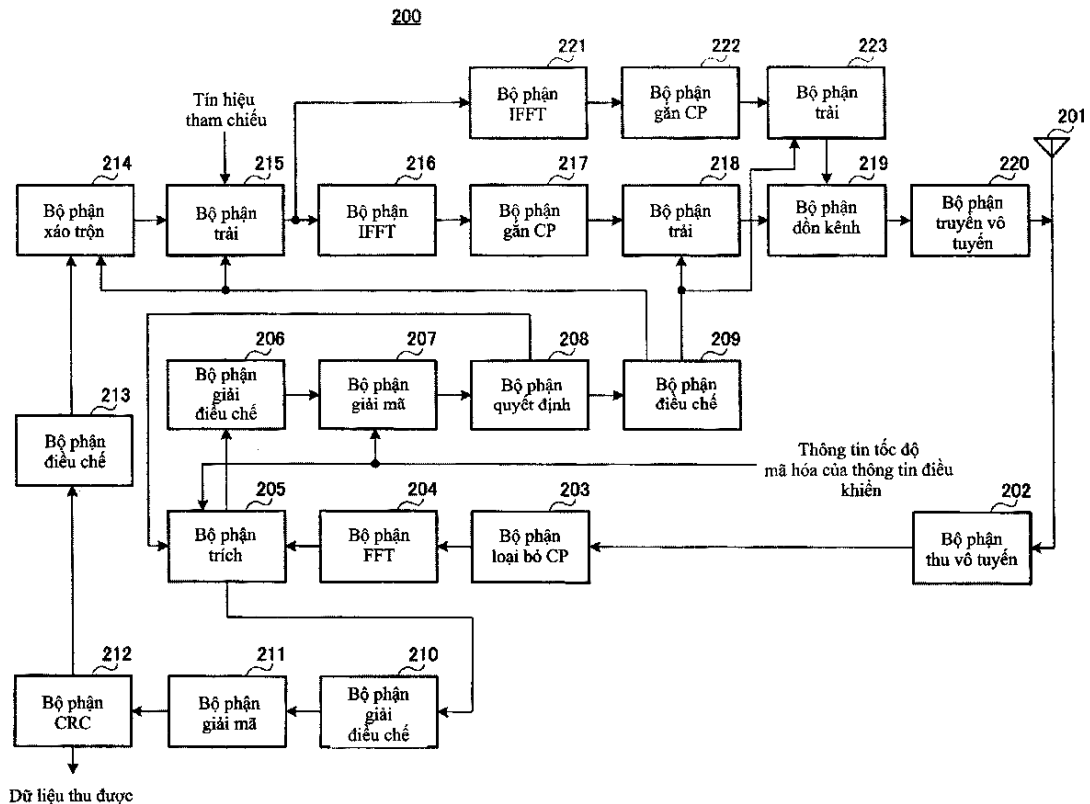 200
221
222
223
Bộ phận
IFFT
Bộ phận
gắn CP
Bộ phận
trải
Tín hiệu
tham chiếu
201
214
215
216
217
218
219
220
Bộ phận
xáo trộn
Bộ phận
trải
Bộ phận
IFFT
Bộ phận
gắn CP
Bộ phận
trải
Bộ phận
dồn kênh
Bộ phận
truyền vô
tuyến
206
207
208
209
Bộ phận
giải
điều chế
Bộ phận
giải mã
Bộ phận
quyết định
Bộ phận
điều chế
213
Bộ phận
điều chế
Thông tin tốc độ
mã hóa của thông tin điều
khiển
205
204
203
202
Bộ phận
trích
Bộ phận
FFT
Bộ phận
loại bỏ CP
Bộ phận
thu vô tuyến
212
211
210
Bộ phận
CRC
Bộ phận
giải mã
Bộ phận
giải
điều chế
Dữ liệu thu được